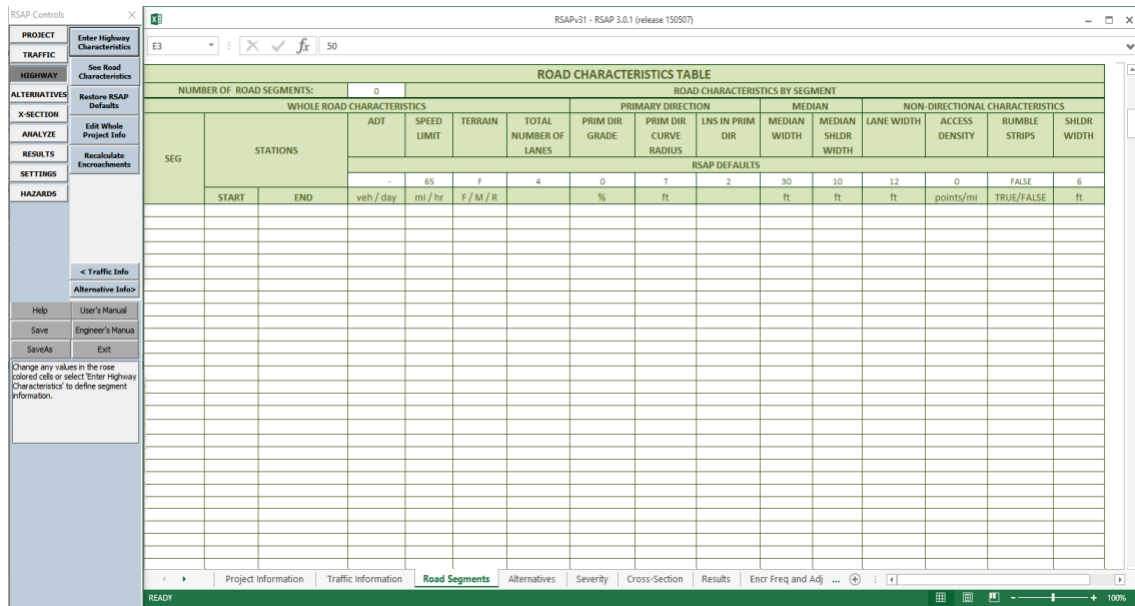 RSAP Controls
PROJECT
TRAFFIC
HIGHWAY
ALTERNATIVES
X-SECTION
ANALYZE
RESULTS
SETTINGS
HAZARDS
Enter Highway
Characteristics
See Road
Characteristics
Restore RSAP
Defaults
Edit Whole
Project Info
Recalculate
Encroachments
< Traffic Info
Alternative Info>
Help User's Manual
Save Engineer's Manua
SaveAs Exit
Change any values in the rose
colored cells or select 'Enter Highway
Characteristics' to define segment
information.
RSAPv31 - RSAP 3.0.1 (release 150507)
E3 fx 50
ROAD CHARACTERISTICS TABLE
NUMBER OF ROAD SEGMENTS: 0 ROAD CHARACTERISTICS BY SEGMENT
WHOLE ROAD CHARACTERISTICS PRIMARY DIRECTION MEDIAN NON-DIRECTIONAL CHARACTERISTICS
SEG STATIONS ADT SPEED LIMIT TERRAIN TOTAL NUMBER OF LANES PRIM DIR GRADE PRIM DIR CURVE RADIUS LNS IN PRIM DIR MEDIAN WIDTH MEDIAN SHLDR WIDTH LANE WIDTH ACCESS DENSITY RUMBLE STRIPS SHLDR WIDTH
RSAP DEFAULTS
- 65 F 4 0 T 2 30 10 12 0 FALSE 6
START END veh / day mi / hr F / M / R % ft ft ft ft points/mi TRUE/FALSE ft
Project Information Traffic Information Road Segments Alternatives Severity Cross-Section Results Encr Freq and Adj ...
READY 100%